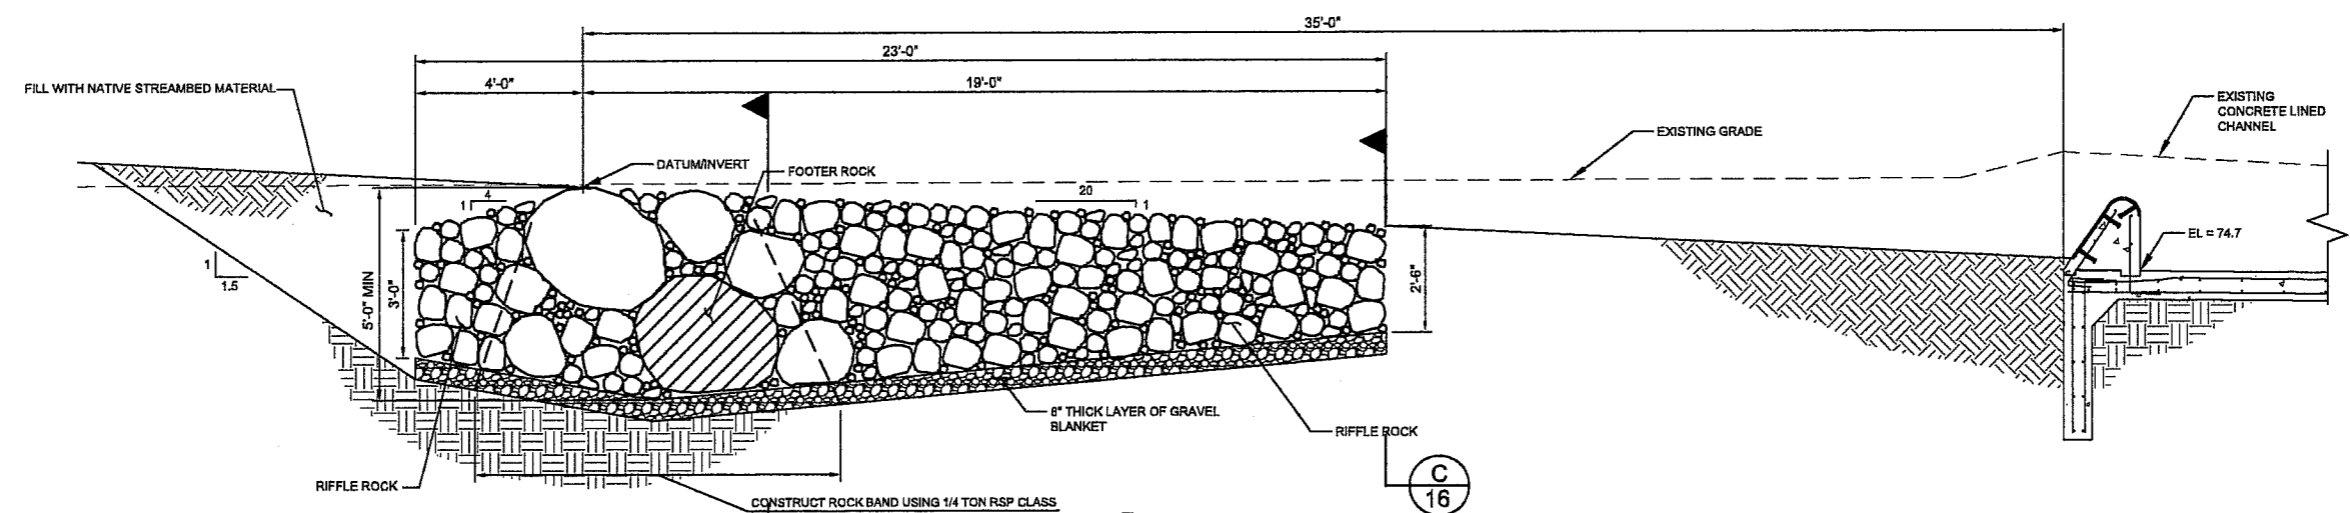 35'-0"
23'-0"
4'-0"
19'-0"
FILL WITH NATIVE STREAMBED MATERIAL
EXISTING
CONCRETE LINED
CHANNEL
EXISTING GRADE
DATUM/INVERT
FOOTER ROCK
4
1
20
1
EL = 74.7
1
1.5
5'-0" MIN
3'-0"
2'-6"
6" THICK LAYER OF GRAVEL
BLANKET
RIFFLE ROCK
RIFFLE ROCK
C
16
CONSTRUCT ROCK BAND USING 1/4 TON RSP CLASS